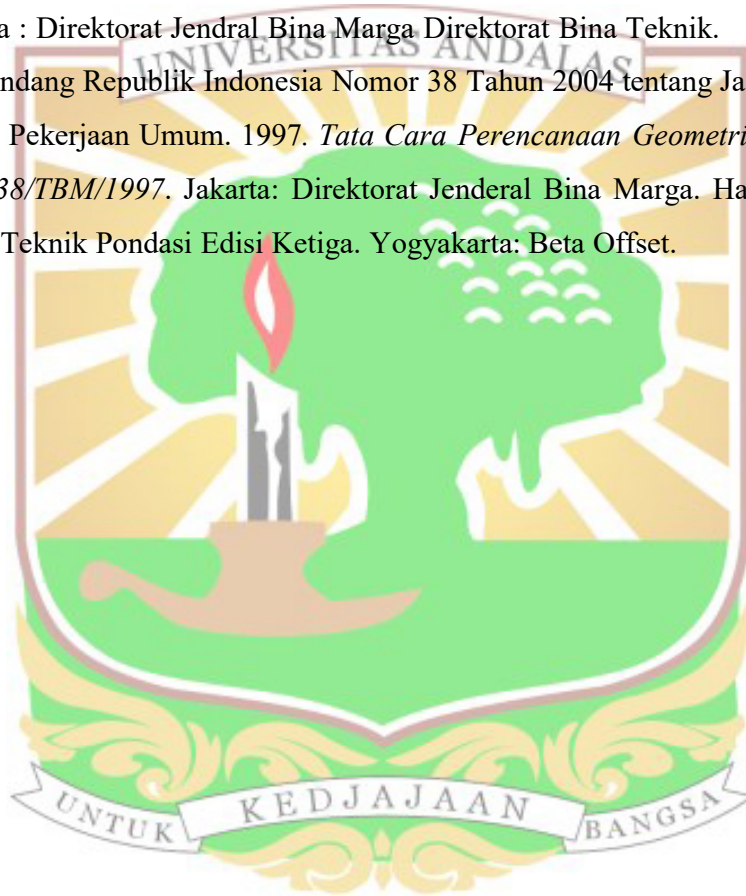 a : Direktorat Jendral Bina Marga Direktorat Bina Teknik.
UNIVERSITAS ANDALAS
ndang Republik Indonesia Nomor 38 Tahun 2004 tentang Ja
Pekerjaan Umum. 1997. Tata Cara Perencanaan Geometri
38/TBM/1997. Jakarta: Direktorat Jenderal Bina Marga. Ha
Teknik Pondasi Edisi Ketiga. Yogyakarta: Beta Offset.
UNTUK KEDJAJAAN BANGSA